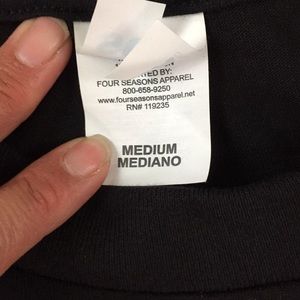 BY:
FOUR SEASONS APPAREL
800-658-9250
www.fourseasonsapparel.net
RN# 119235
MEDIUM
MEDIANO